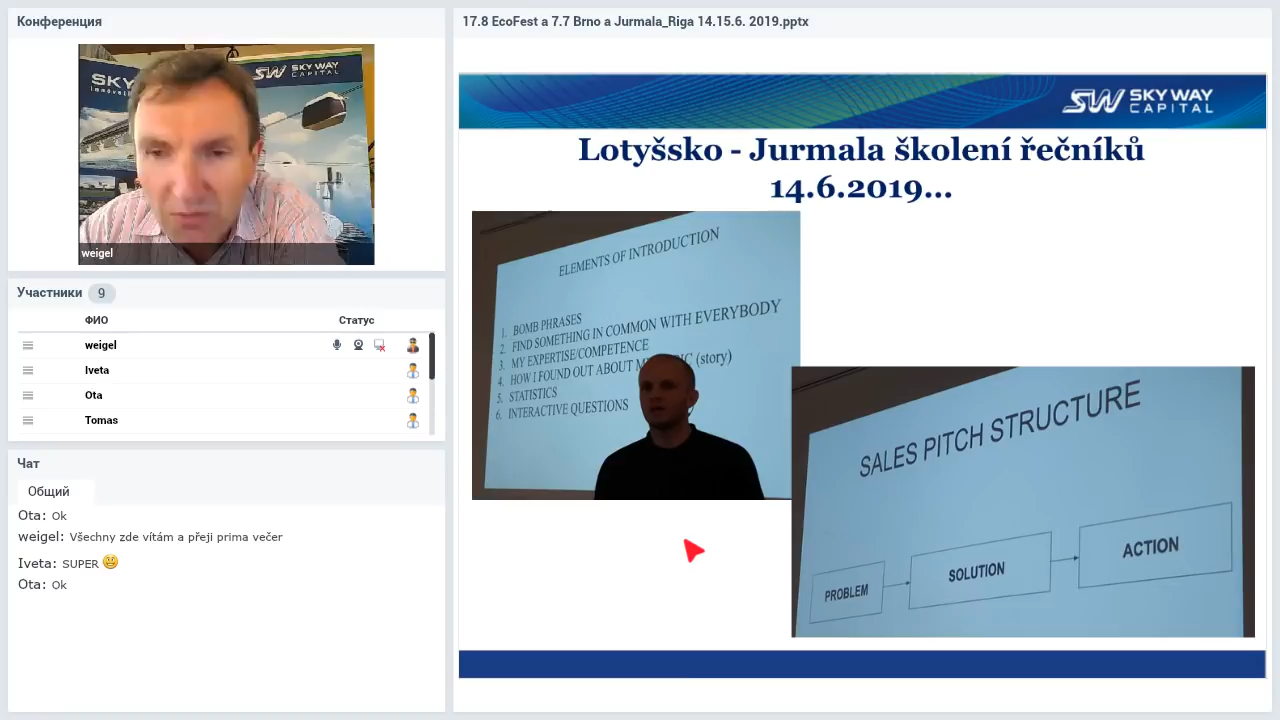 Конференция
SKY
innovati
SW SKY WAY
CAPITAL
weigel
Участники 9
ФИО Статус
weigel
Iveta
Ota
Tomas
Чат
Общий
Ota: Ok
weigel: Všechny zde vítám a přeji prima večer
Iveta: SUPER
Ota: Ok
17.8 EcoFest a 7.7 Brno a Jurmala_Riga 14.15.6. 2019.pptx
SW SKY WAY
CAPITAL
Lotyšsko - Jurmala školení řečníků
14.6.2019...
ELEMENTS OF INTRODUCTION
1. BOMB PHRASES
2. FIND SOMETHING IN COMMON WITH EVERYBODY
3. MY EXPERTISE/COMPETENCE
4. HOW I FOUND OUT ABOUT (story)
5. STATISTICS
6. INTERACTIVE QUESTIONS
SALES PITCH STRUCTURE
PROBLEM
SOLUTION
ACTION